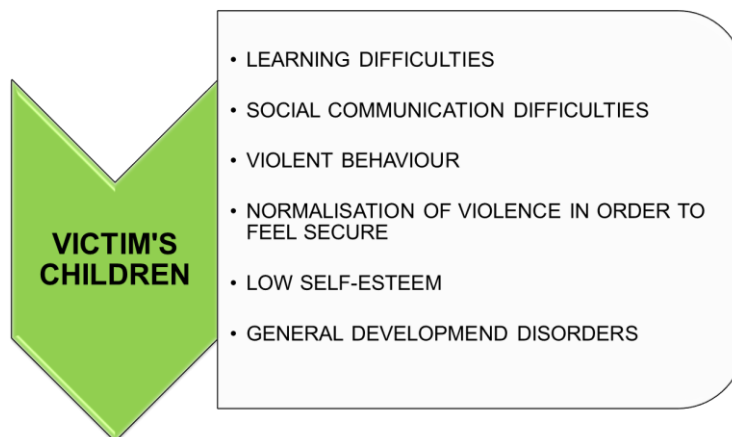 VICTIM'S
CHILDREN
• LEARNING DIFFICULTIES
• SOCIAL COMMUNICATION DIFFICULTIES
• VIOLENT BEHAVIOUR
• NORMALISATION OF VIOLENCE IN ORDER TO
FEEL SECURE
• LOW SELF-ESTEEM
• GENERAL DEVELOPMEND DISORDERS